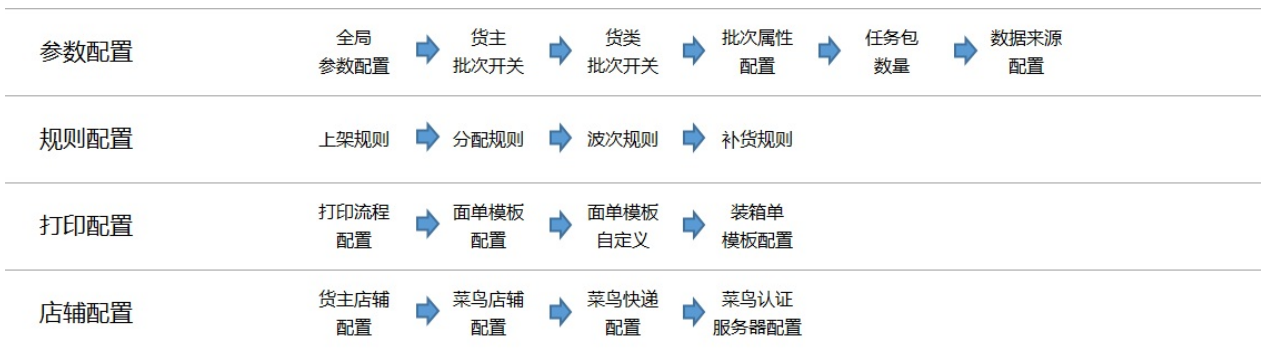 参数配置
全局
参数配置
货主
批次开关
货类
批次开关
批次属性
配置
任务包
数量
数据来源
配置
规则配置
上架规则
分配规则
波次规则
补货规则
打印配置
打印流程
配置
面单模板
配置
面单模板
自定义
装箱单
模板配置
店辅配置
货主店辅
配置
菜鸟店辅
配置
菜鸟快递
配置
菜鸟认证
服务器配置